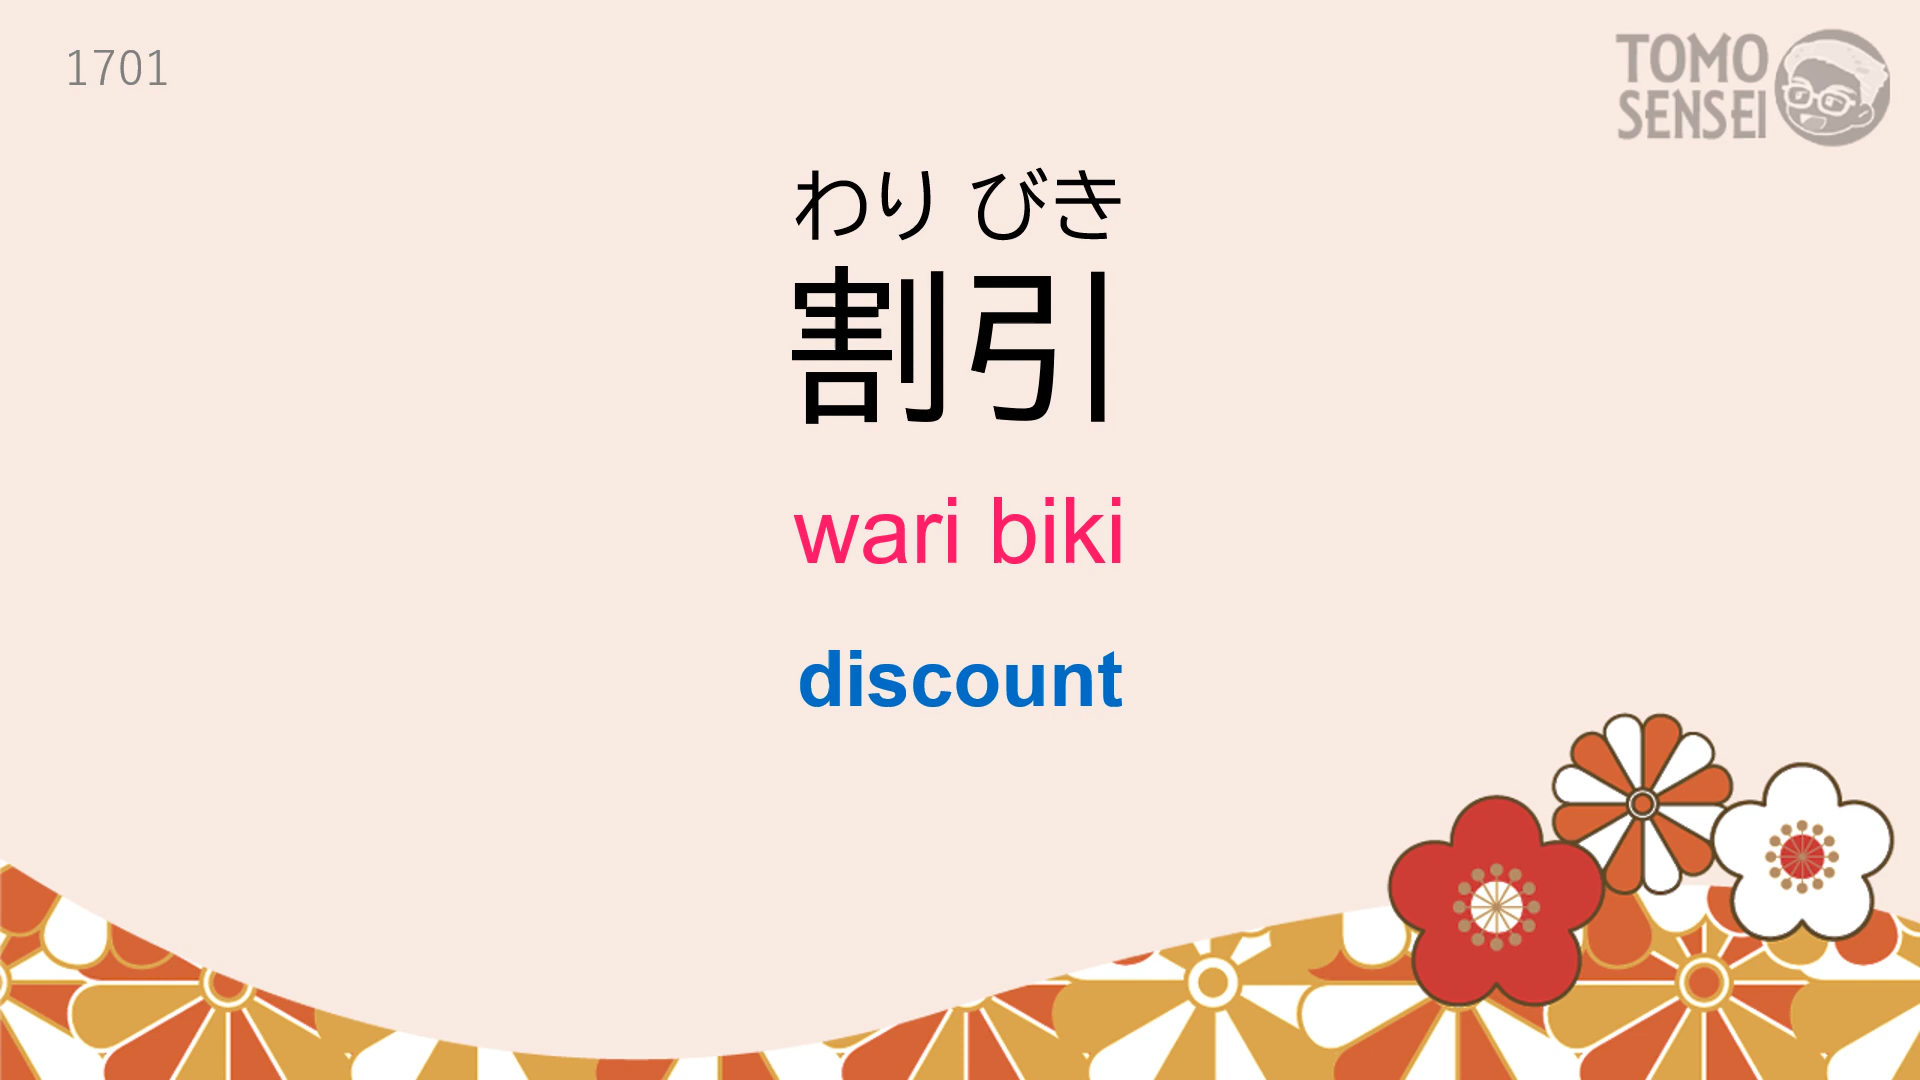 1701
TOMO
SENSEI
わり びき
割引
wari biki
discount